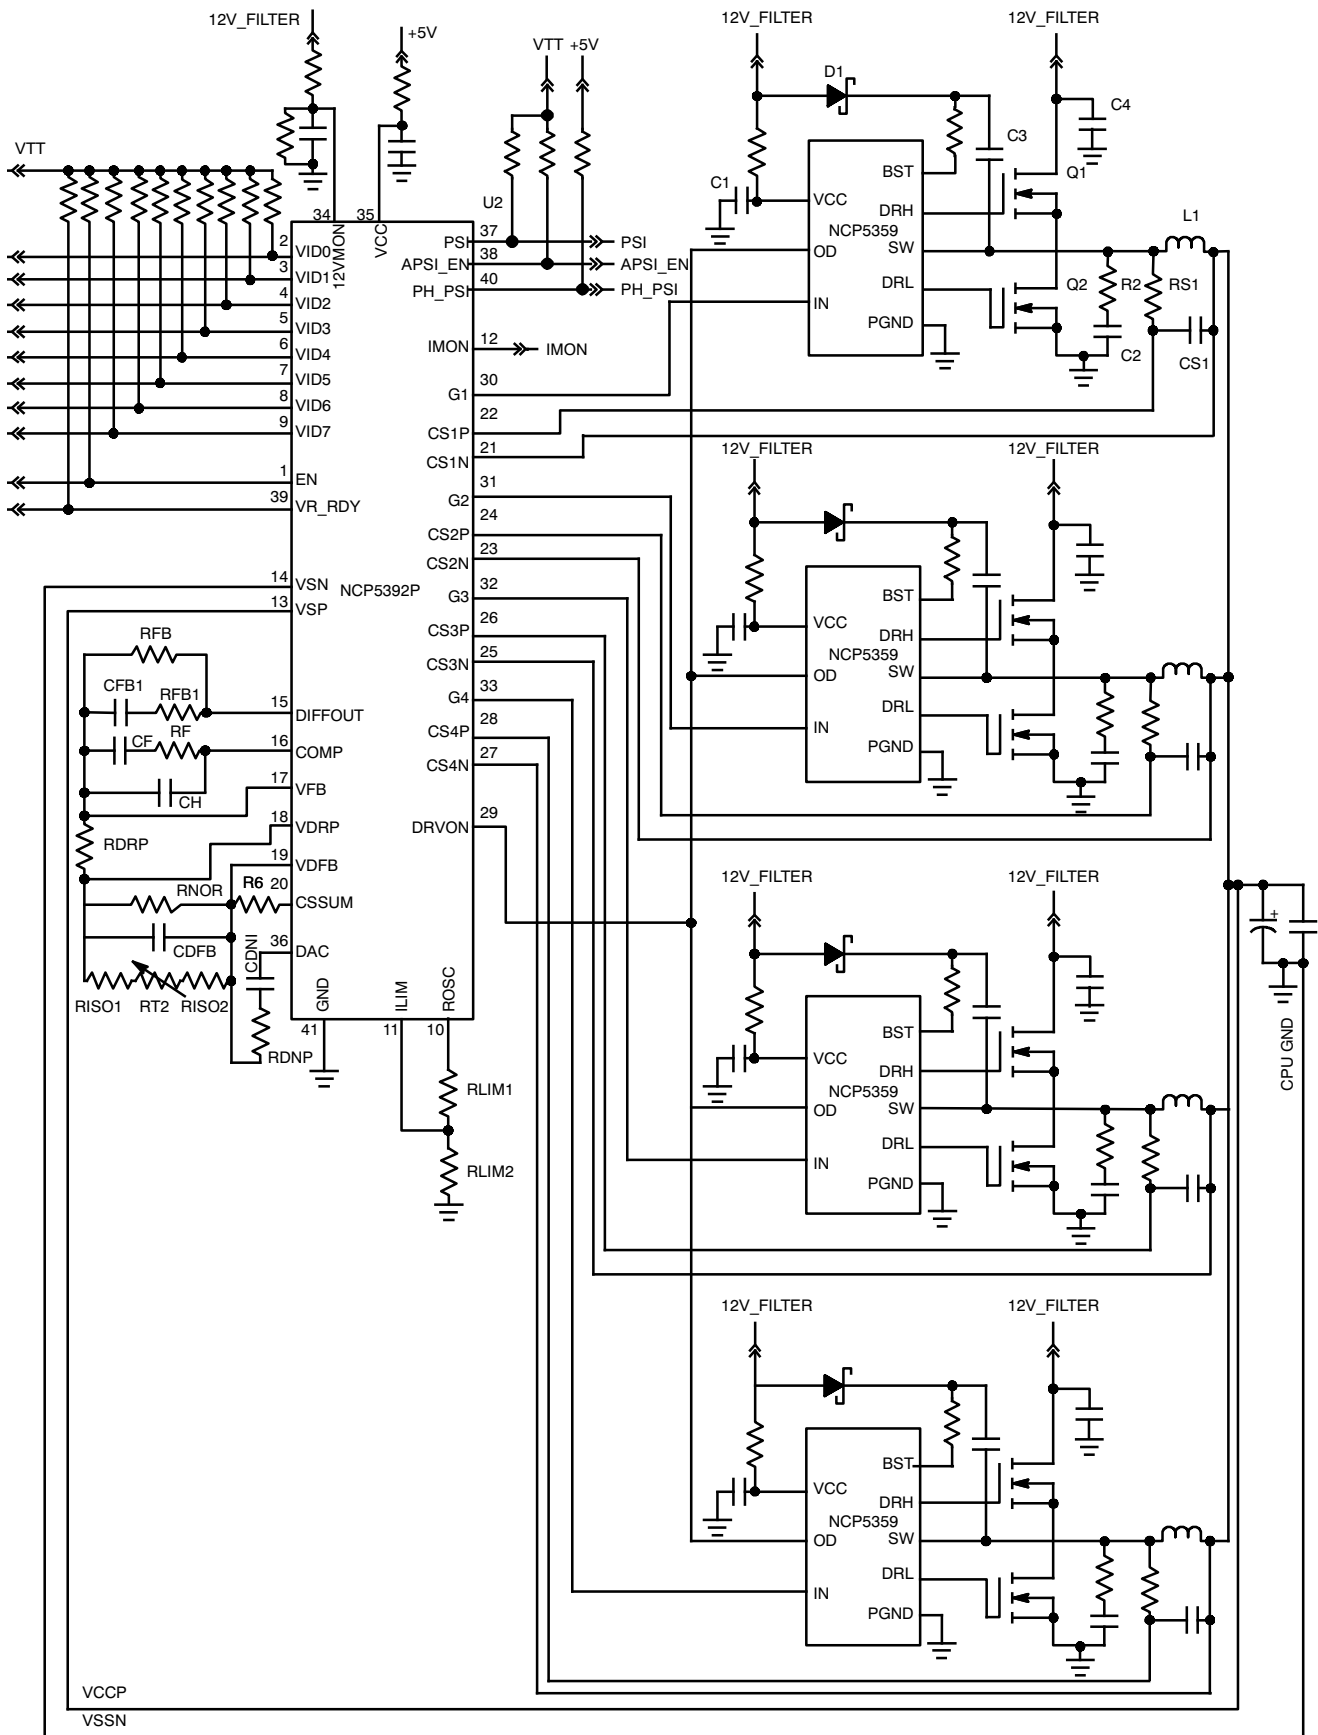 12V_FILTER
+5V
VTT +5V
12V_FILTER
12V_FILTER
D1
C4
C3
VTT
BST
Q1
C1
U2
VCC
DRH
L1
34
35
37
NCP5359
2
12VMON
VCC
PSI
PSI
SW
VID0
38
OD
3
APSI_EN
APSI_EN
VID1
40
DRL
Q2
R2
RS1
4
PH_PSI
PH_PSI
VID2
IN
5
PGND
VID3
12
6
IMON
IMON
C2
VID4
CS1
7
30
VID5
G1
8
22
VID6
9
CS1P
VID7
21
12V_FILTER
12V_FILTER
CS1N
1
31
EN
39
G2
VR_RDY
24
CS2P
23
CS2N
14
32
VSN
NCP5392P
BST
13
G3
VSP
26
VCC
CS3P
DRH
RFB
25
NCP5359
CS3N
SW
OD
CFB1
RFB1
33
15
G4
DRL
DIFFOUT
28
IN
CF
RF
16
CS4P
PGND
COMP
27
CS4N
17
CH
VFB
18
29
VDRP
DRVON
RDRP
19
VDFB
12V_FILTER
12V_FILTER
RNOR
R6
20
CSSUM
+
36
CDFB
CDNI
DAC
RISO1
RT2
RISO2
GND
ILIM
ROSC
BST
41
11
10
RDNP
VCC
DRH
CPU GND
RLIM1
NCP5359
SW
OD
DRL
RLIM2
IN
PGND
12V_FILTER
12V_FILTER
BST
VCC
DRH
NCP5359
SW
OD
DRL
IN
PGND
VCCP
VSSN